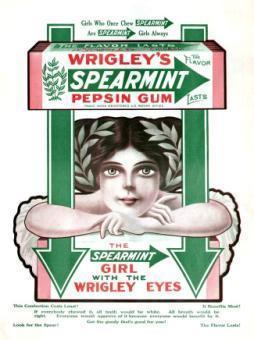 Girls Who Once Chew SPEARMINT
Are SPEARMINT Girls Always
THE FLAVOR LASTS
WRIGLEY'S
SPEARMINT
PEPSIN GUM
THE FLAVOR
LASTS
THE
SPEARMINT
GIRL
WITH THE
WRIGLEY EYES
This Confection Costs Least! It Benefits Most!
If everybody chewed it, all teeth would be white. All breath would be
right. Everyone would approve of it because everyone would benefit by it.
Get the goody that's good for you!
Look for the Spear! The Flavor Lasts!